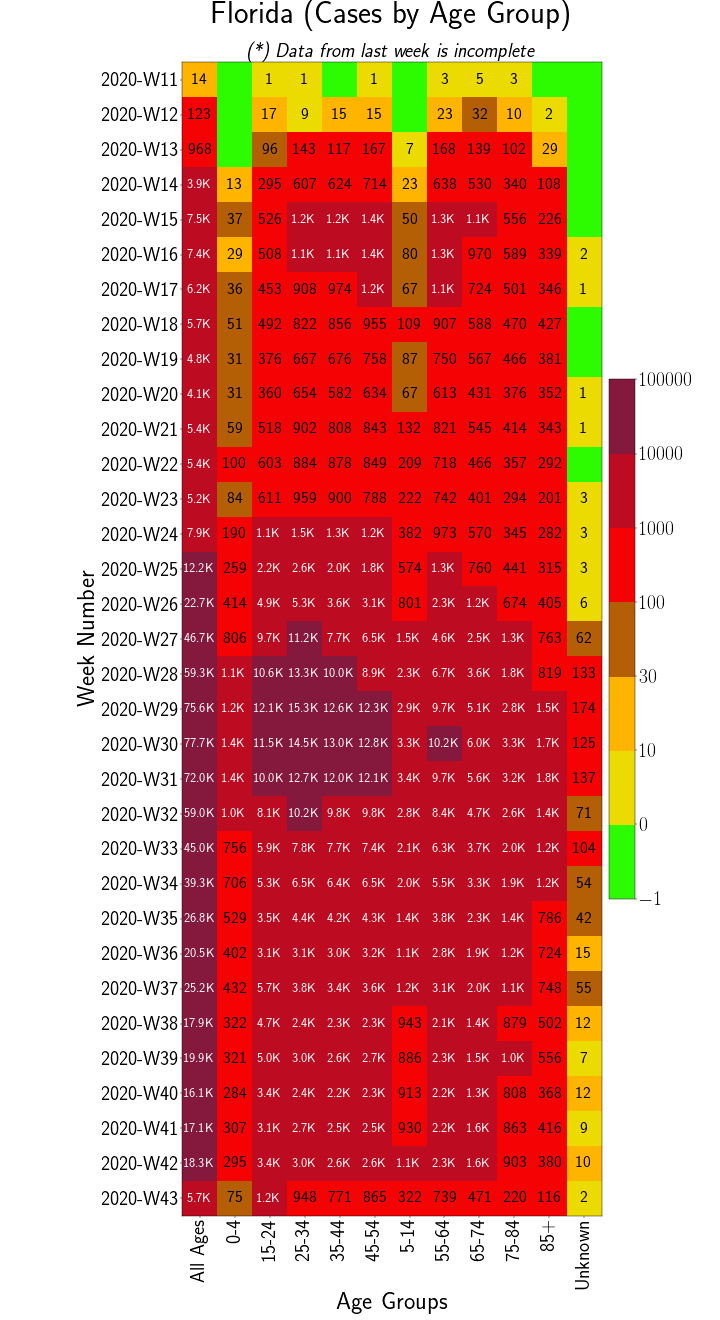 Florida (Cases by Age Group)
(*) Data from last week is incomplete
2020-W11 14 1 1 1 3 5 3
2020-W12 123 17 9 15 15 23 32 10 2
2020-W13 968 96 143 117 167 7 168 139 102 29
2020-W14 3.9K 13 295 607 624 714 23 638 530 340 108
2020-W15 7.5K 37 526 1.2K 1.2K 1.4K 50 1.3K 1.1K 556 226
2020-W16 7.4K 29 508 1.1K 1.1K 1.4K 80 1.3K 970 589 339 2
2020-W17 6.2K 36 453 908 974 1.2K 67 1.1K 724 501 346 1
2020-W18 5.7K 51 492 822 856 955 109 907 588 470 427
2020-W19 4.8K 31 376 667 676 758 87 750 567 466 381
2020-W20 4.1K 31 360 654 582 634 67 613 431 376 352 1
2020-W21 5.4K 59 518 902 808 843 132 821 545 414 343 1
2020-W22 5.4K 100 603 884 878 849 209 718 466 357 292
2020-W23 5.2K 84 611 959 900 788 222 742 401 294 201 3
2020-W24 7.9K 190 1.1K 1.5K 1.3K 1.2K 382 973 570 345 282 3
2020-W25 12.2K 259 2.2K 2.6K 2.0K 1.8K 574 1.3K 760 441 315 3
2020-W26 22.7K 414 4.9K 5.3K 3.6K 3.1K 801 2.3K 1.2K 674 405 6
2020-W27 46.7K 806 9.7K 11.2K 7.7K 6.5K 1.5K 4.6K 2.5K 1.3K 763 62
2020-W28 59.3K 1.1K 10.6K 13.3K 10.0K 8.9K 2.3K 6.7K 3.6K 1.8K 819 133
2020-W29 75.6K 1.2K 12.1K 15.3K 12.6K 12.3K 2.9K 9.7K 5.1K 2.8K 1.5K 174
2020-W30 77.7K 1.4K 11.5K 14.5K 13.0K 12.8K 3.3K 10.2K 6.0K 3.3K 1.7K 125
2020-W31 72.0K 1.4K 10.0K 12.7K 12.0K 12.1K 3.4K 9.7K 5.6K 3.2K 1.8K 137
2020-W32 59.0K 1.0K 8.1K 10.2K 9.8K 9.8K 2.8K 8.4K 4.7K 2.6K 1.4K 71
2020-W33 45.0K 756 5.9K 7.8K 7.7K 7.4K 2.1K 6.3K 3.7K 2.0K 1.2K 104
2020-W34 39.3K 706 5.3K 6.5K 6.4K 6.5K 2.0K 5.5K 3.3K 1.9K 1.2K 54
2020-W35 26.8K 529 3.5K 4.4K 4.2K 4.3K 1.4K 3.8K 2.3K 1.4K 786 42
2020-W36 20.5K 402 3.1K 3.1K 3.0K 3.2K 1.1K 2.8K 1.9K 1.2K 724 15
2020-W37 25.2K 432 5.7K 3.8K 3.4K 3.6K 1.2K 3.1K 2.0K 1.1K 748 55
2020-W38 17.9K 322 4.7K 2.4K 2.3K 2.3K 943 2.1K 1.4K 879 502 12
2020-W39 19.9K 321 5.0K 3.0K 2.6K 2.7K 886 2.3K 1.5K 1.0K 556 7
2020-W40 16.1K 284 3.4K 2.4K 2.2K 2.3K 913 2.2K 1.3K 808 368 12
2020-W41 17.1K 307 3.1K 2.7K 2.5K 2.5K 930 2.2K 1.6K 863 416 9
2020-W42 18.3K 295 3.4K 3.0K 2.6K 2.6K 1.1K 2.3K 1.6K 903 380 10
2020-W43 5.7K 75 1.2K 948 771 865 322 739 471 220 116 2
All Ages 0-4 15-24 25-34 35-44 45-54 5-14 55-64 65-74 75-84 85+ Unknown
Age Groups
Week Number
100000
10000
1000
100
30
10
0
−1